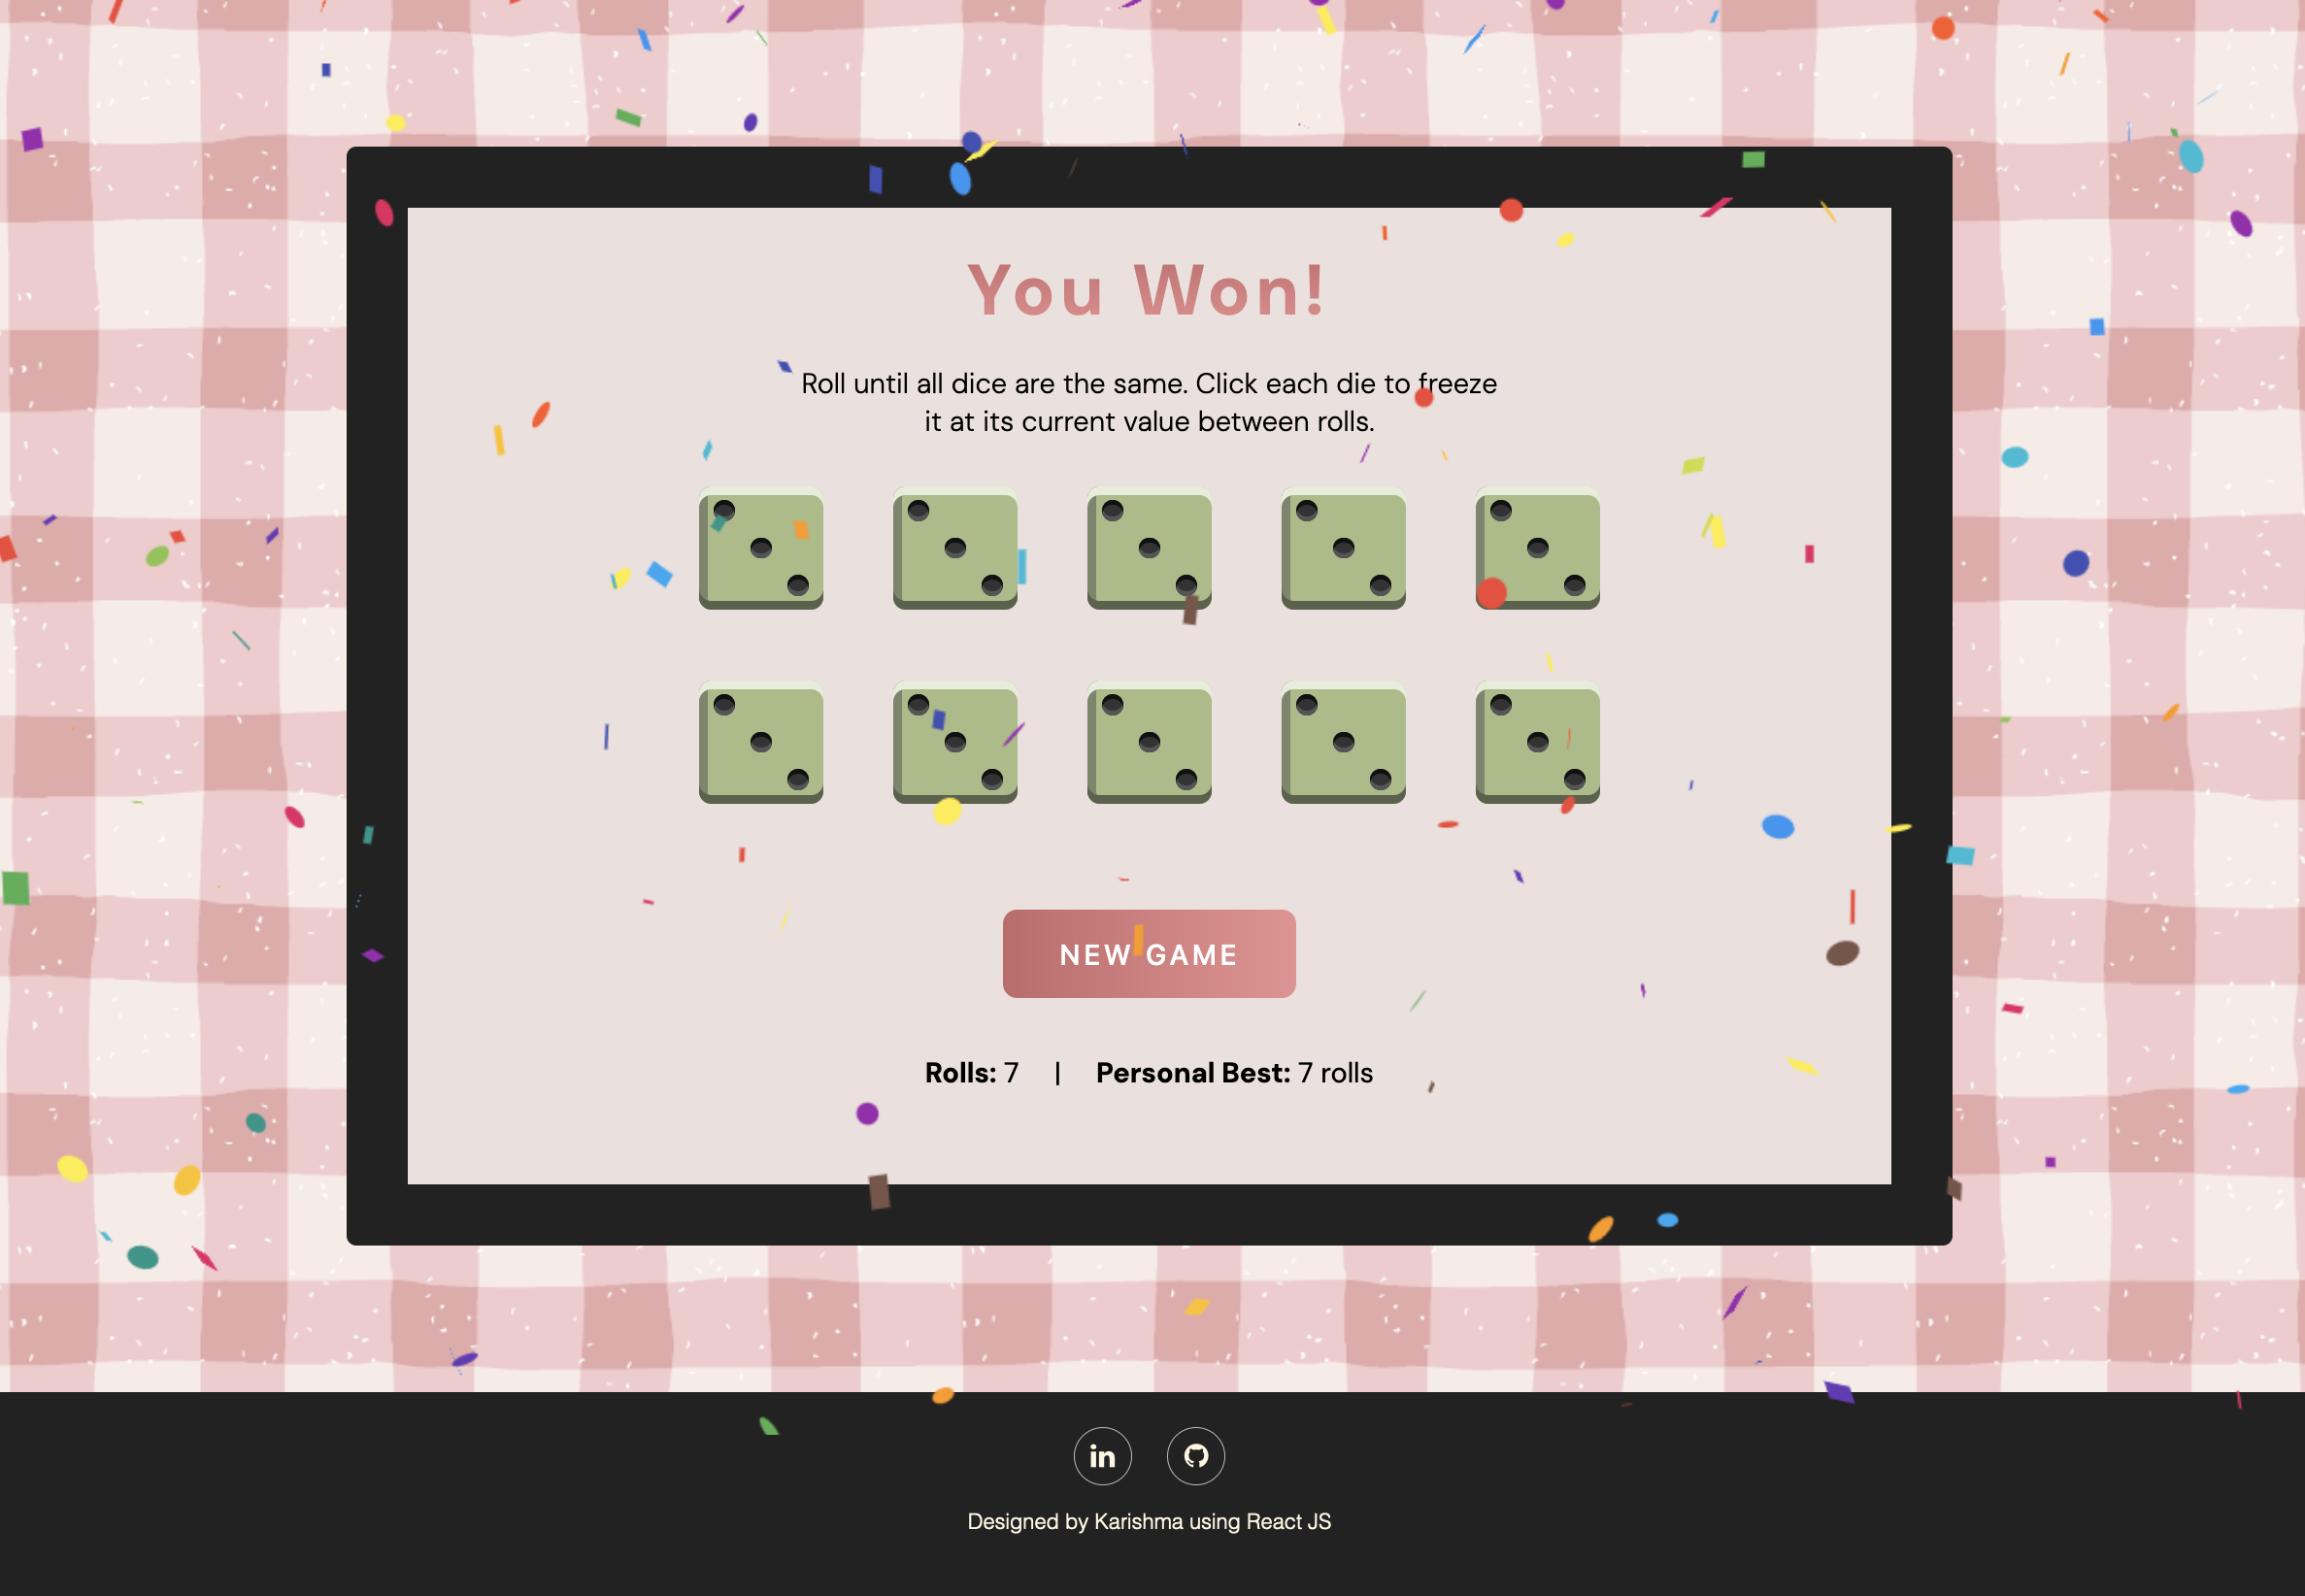 You Won!
Roll until all dice are the same. Click each die to freeze
it at its current value between rolls.
NEW GAME
Rolls: 7 | Personal Best: 7 rolls
in
Designed by Karishma using React JS